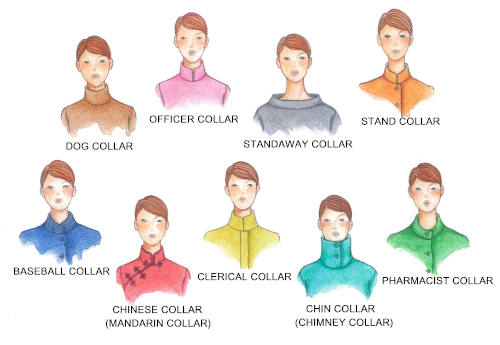 DOG COLLAR
OFFICER COLLAR
STANDAWAY COLLAR
STAND COLLAR
BASEBALL COLLAR
CHINESE COLLAR
(MANDARIN COLLAR)
CLERICAL COLLAR
CHIN COLLAR
(CHIMNEY COLLAR)
PHARMACIST COLLAR